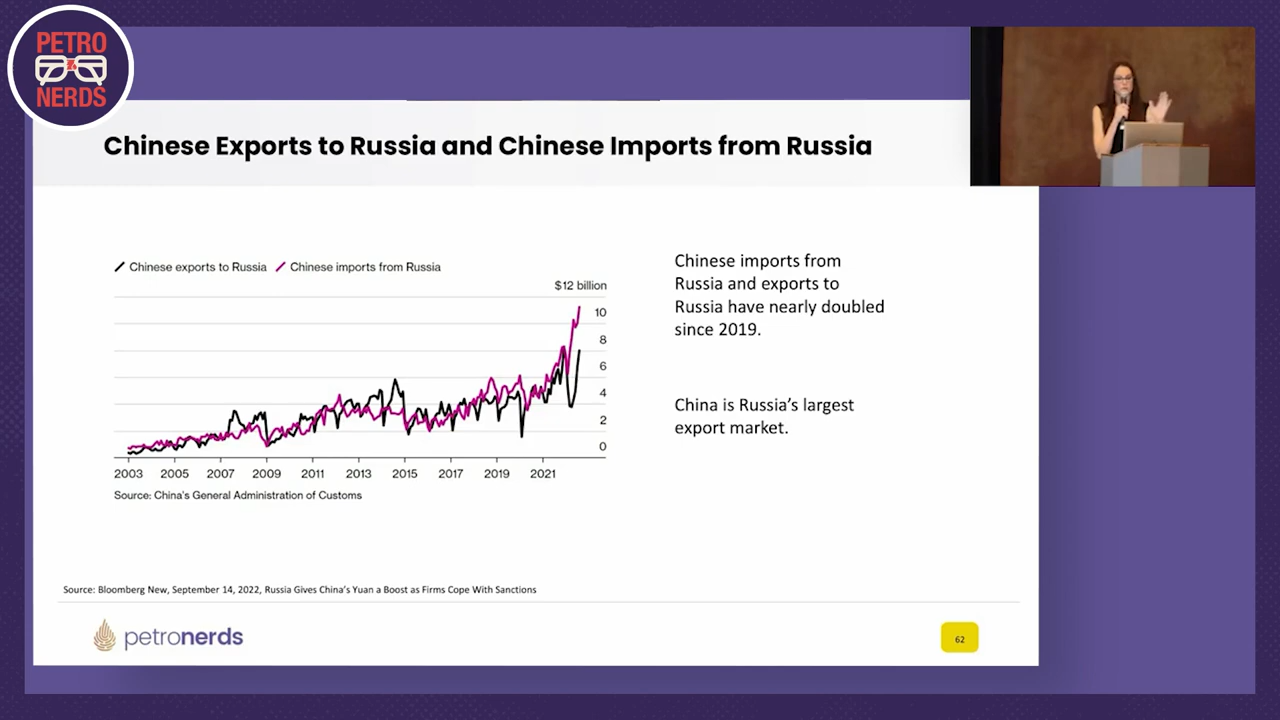 PETRO
NERDS
Chinese Exports to Russia and Chinese Imports from Russia
Chinese exports to Russia Chinese imports from Russia
$12 billion
10
8
6
4
2
0
2003 2005 2007 2009 2011 2013 2015 2017 2019 2021
Source: China's General Administration of Customs
Chinese imports from
Russia and exports to
Russia have nearly doubled
since 2019.
China is Russia's largest
export market.
Source: Bloomberg New, September 14, 2022, Russia Gives China's Yuan a Boost as Firms Cope With Sanctions
petronerds
62